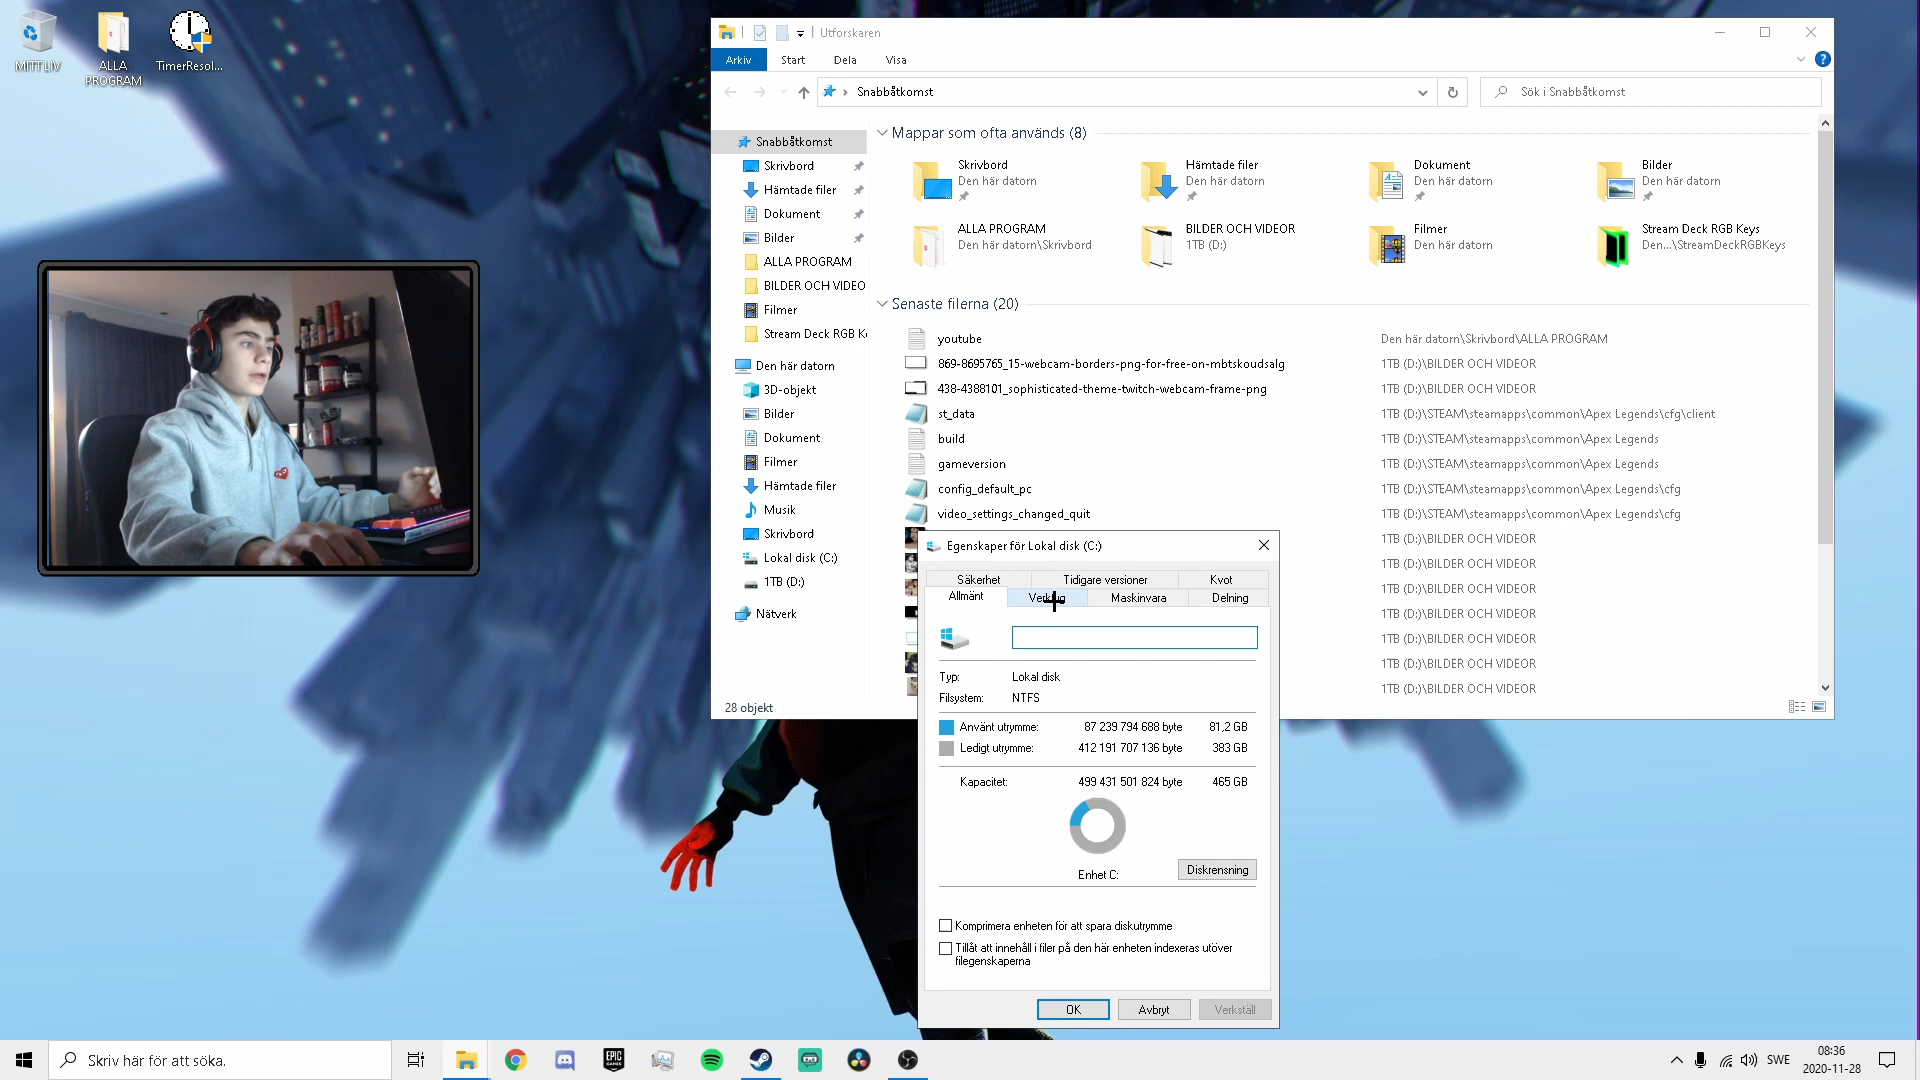 MITT LIV
ALLA PROGRAM
TimerResol...
Utforskaren
Arkiv
Start
Dela
Visa
Snabbåtkomst
Sök i Snabbåtkomst
Snabbåtkomst
Skrivbord
Hämtade filer
Dokument
Bilder
ALLA PROGRAM
BILDER OCH VIDEO
Filmer
Stream Deck RGB K
Den här datorn
3D-objekt
Bilder
Dokument
Filmer
Hämtade filer
Musik
Skrivbord
Lokal disk (C:)
1TB (D:)
Nätverk
28 objekt
Mappar som ofta används (8)
Skrivbord
Den här datorn
Hämtade filer
Den här datorn
Dokument
Den här datorn
Bilder
Den här datorn
ALLA PROGRAM
Den här datorn\Skrivbord
BILDER OCH VIDEOR
1TB (D:)
Filmer
Den här datorn
Stream Deck RGB Keys
Den...\StreamDeckRGBKeys
Senaste filerna (20)
youtube Den här datorn\Skrivbord\ALLA PROGRAM
869-8695765_15-webcam-borders-png-for-free-on-mbtskoudsalg 1TB (D:)\BILDER OCH VIDEOR
438-4388101_sophisticated-theme-twitch-webcam-frame-png 1TB (D:)\BILDER OCH VIDEOR
st_data 1TB (D:)\STEAM\steamapps\common\Apex Legends\cfg\client
build 1TB (D:)\STEAM\steamapps\common\Apex Legends
gameversion 1TB (D:)\STEAM\steamapps\common\Apex Legends
config_default_pc 1TB (D:)\STEAM\steamapps\common\Apex Legends\cfg
video_settings_changed_quit 1TB (D:)\STEAM\steamapps\common\Apex Legends\cfg
1TB (D:)\BILDER OCH VIDEOR
1TB (D:)\BILDER OCH VIDEOR
1TB (D:)\BILDER OCH VIDEOR
1TB (D:)\BILDER OCH VIDEOR
1TB (D:)\BILDER OCH VIDEOR
1TB (D:)\BILDER OCH VIDEOR
1TB (D:)\BILDER OCH VIDEOR
Egenskaper för Lokal disk (C:)
Säkerhet
Tidigare versioner
Kvot
Allmänt
Verktyg
Maskinvara
Delning
Typ: Lokal disk
Filsystem: NTFS
Använt utrymme: 87 239 794 688 byte 81,2 GB
Ledigt utrymme: 412 191 707 136 byte 383 GB
Kapacitet: 499 431 501 824 byte 465 GB
Enhet C:
Diskrensning
Komprimera enheten för att spara diskutrymme
Tillåt att innehåll i filer på den här enheten indexeras utöver
filegenskaperna
OK
Avbryt
Verkställ
Skriv här för att söka.
EPIC
GAMES
SWE
08:36
2020-11-28